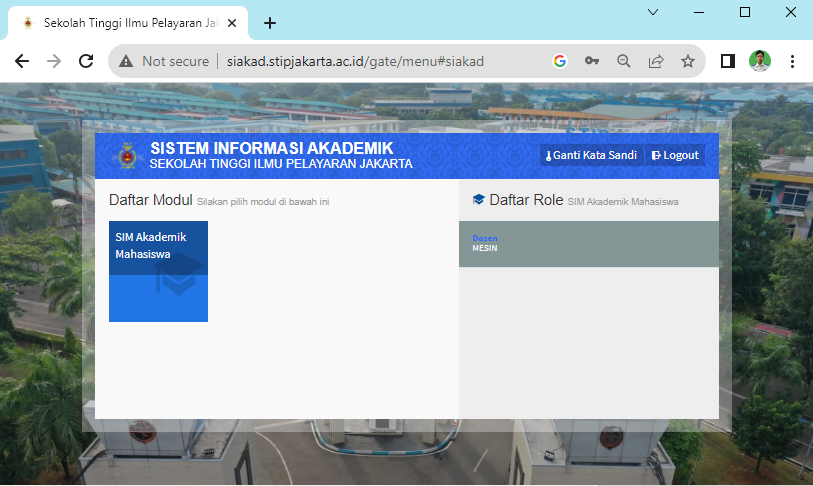 Sekolah Tinggi Ilmu Pelayaran Ja
Not secure
siakad.stipjakarta.ac.id/gate/menu#siakad
SISTEM INFORMASI AKADEMIK
SEKOLAH TINGGI ILMU PELAYARAN JAKARTA
Ganti Kata Sandi
Logout
Daftar Modul Silakan pilih modul di bawah ini
Daftar Role SIM Akademik Mahasiswa
SIM Akademik
Mahasiswa
Dosen
MESIN